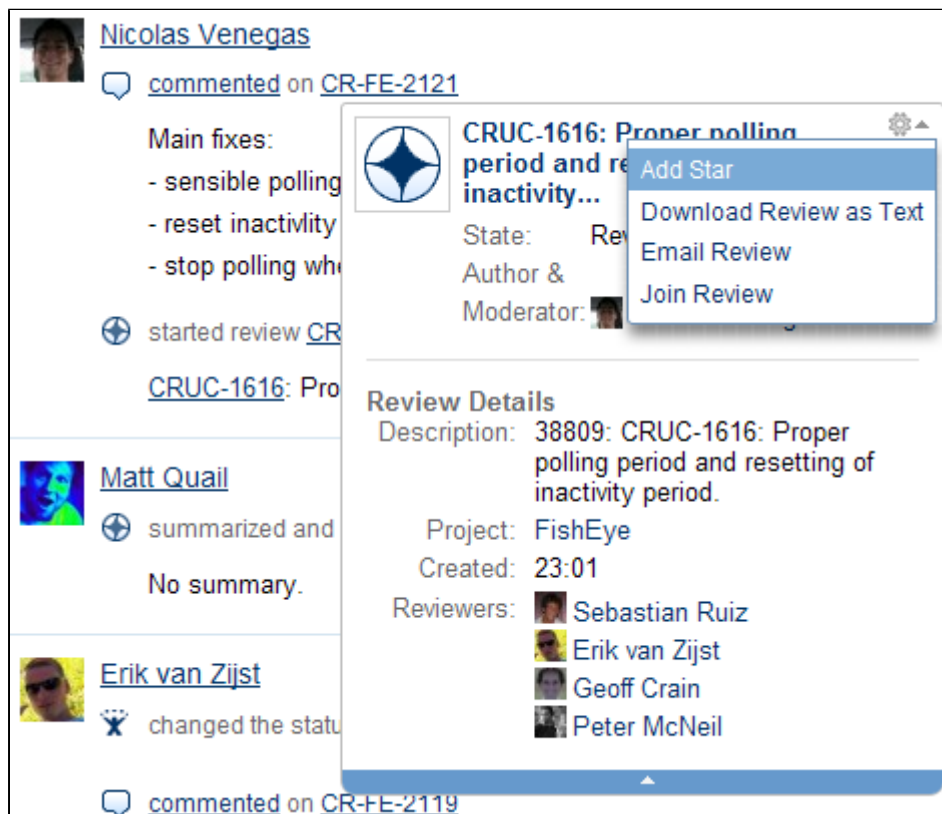 Nicolas Venegas
commented on CR-FE-2121
Main fixes:
- sensible polling
- reset inactivlity
- stop polling whe
started review CR
CRUC-1616: Pro
Matt Quail
summarized and
No summary.
Erik van Zijst
changed the statu
commented on CR-FE-2119
CRUC-1616: Proper polling
period and re
inactivity...
State: Rev
Author &
Moderator:
Add Star
Download Review as Text
Email Review
Join Review
Review Details
Description: 38809: CRUC-1616: Proper
polling period and resetting of
inactivity period.
Project: FishEye
Created: 23:01
Reviewers: Sebastian Ruiz
Erik van Zijst
Geoff Crain
Peter McNeil